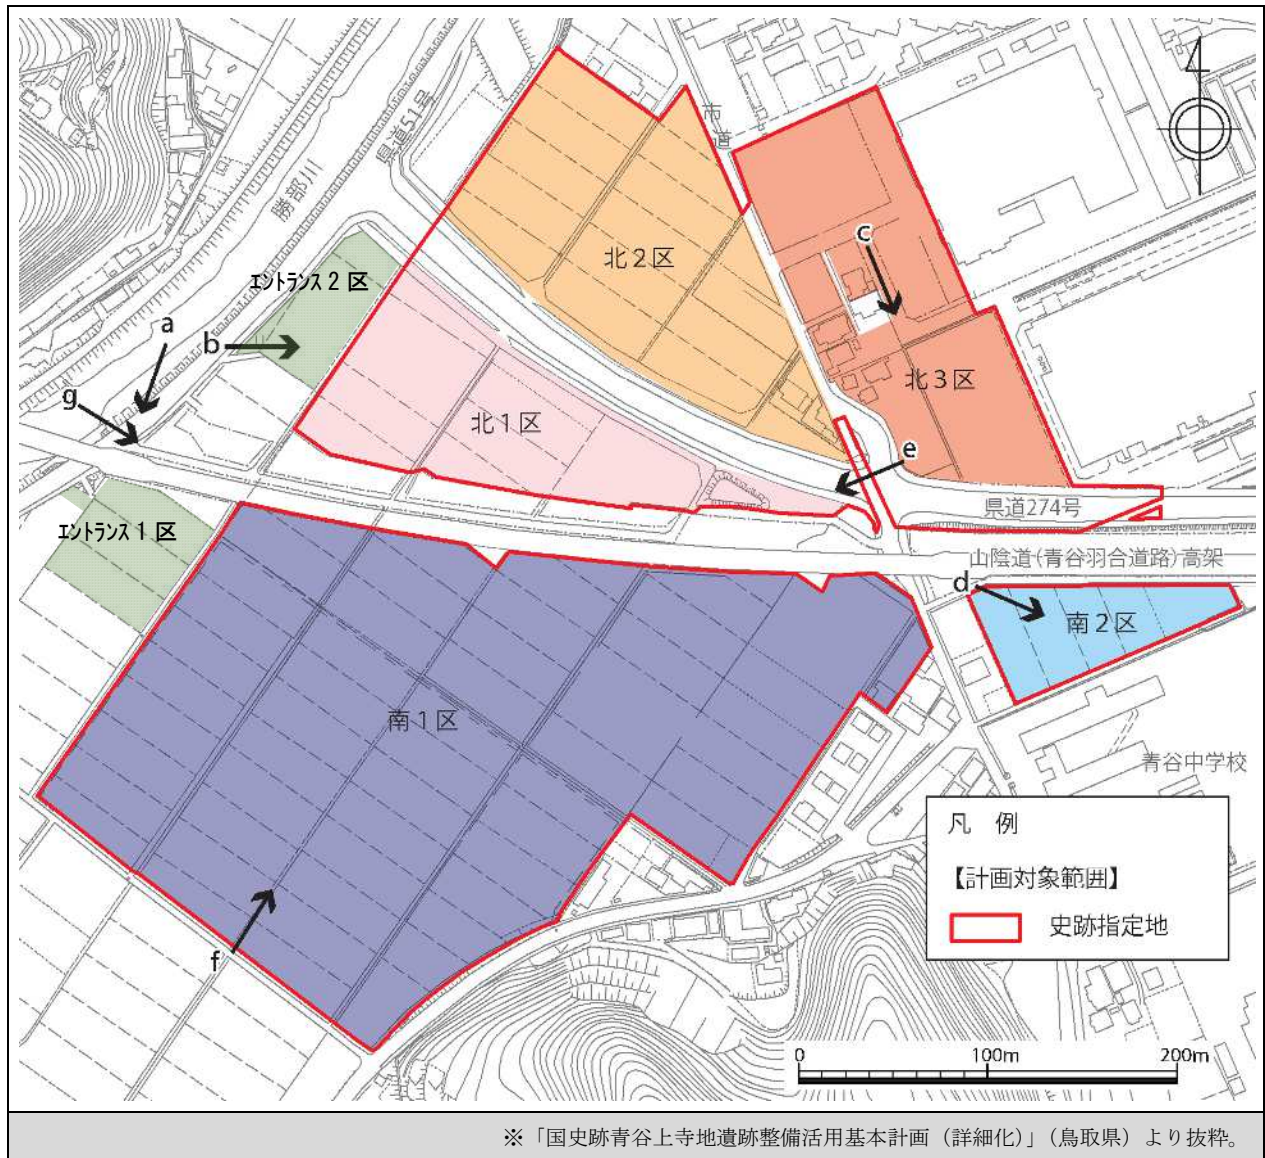 市道
県道51号
勝部川
c
北2区
エントランス2区
a
b
北3区
g
北1区
e
県道274号
エントランス1区
山陰道(青谷羽合道路)高架
d
南2区
南1区
青谷中学校
凡 例
【計画対象範囲】
史跡指定地
f
0 100m 200m
※「国史跡青谷上寺地遺跡整備活用基本計画（詳細化）」（鳥取県）より抜粋。